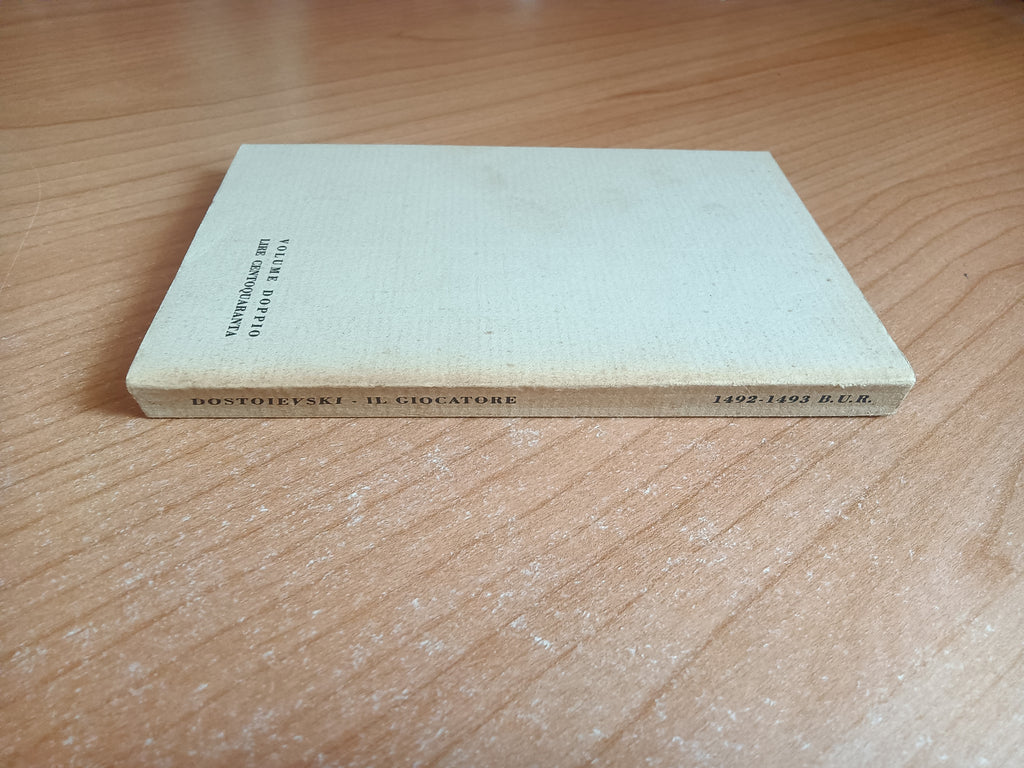 VOLUME DOPPIO
LIRE CENTOQUARANTA
DOSTOIEVSKI - IL GIOCATORE 1492-1493 B.U.R.